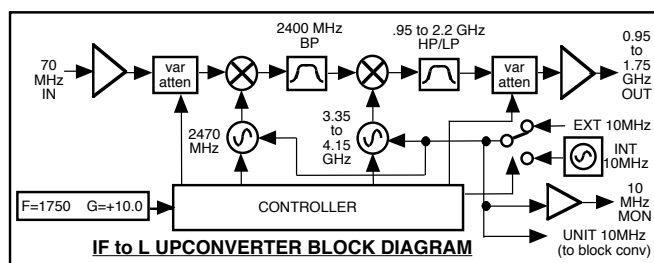 70
MHz
IN
var
atten
2400 MHz
BP
.95 to 2.2 GHz
HP/LP
var
atten
0.95
to
1.75
GHz
OUT
2470
MHz
3.35
to
4.15
GHz
EXT 10MHz
INT
10MHz
F=1750 G=+10.0
CONTROLLER
10
MHz
MON
UNIT 10MHz
(to block conv)
IF to L UPCONVERTER BLOCK DIAGRAM